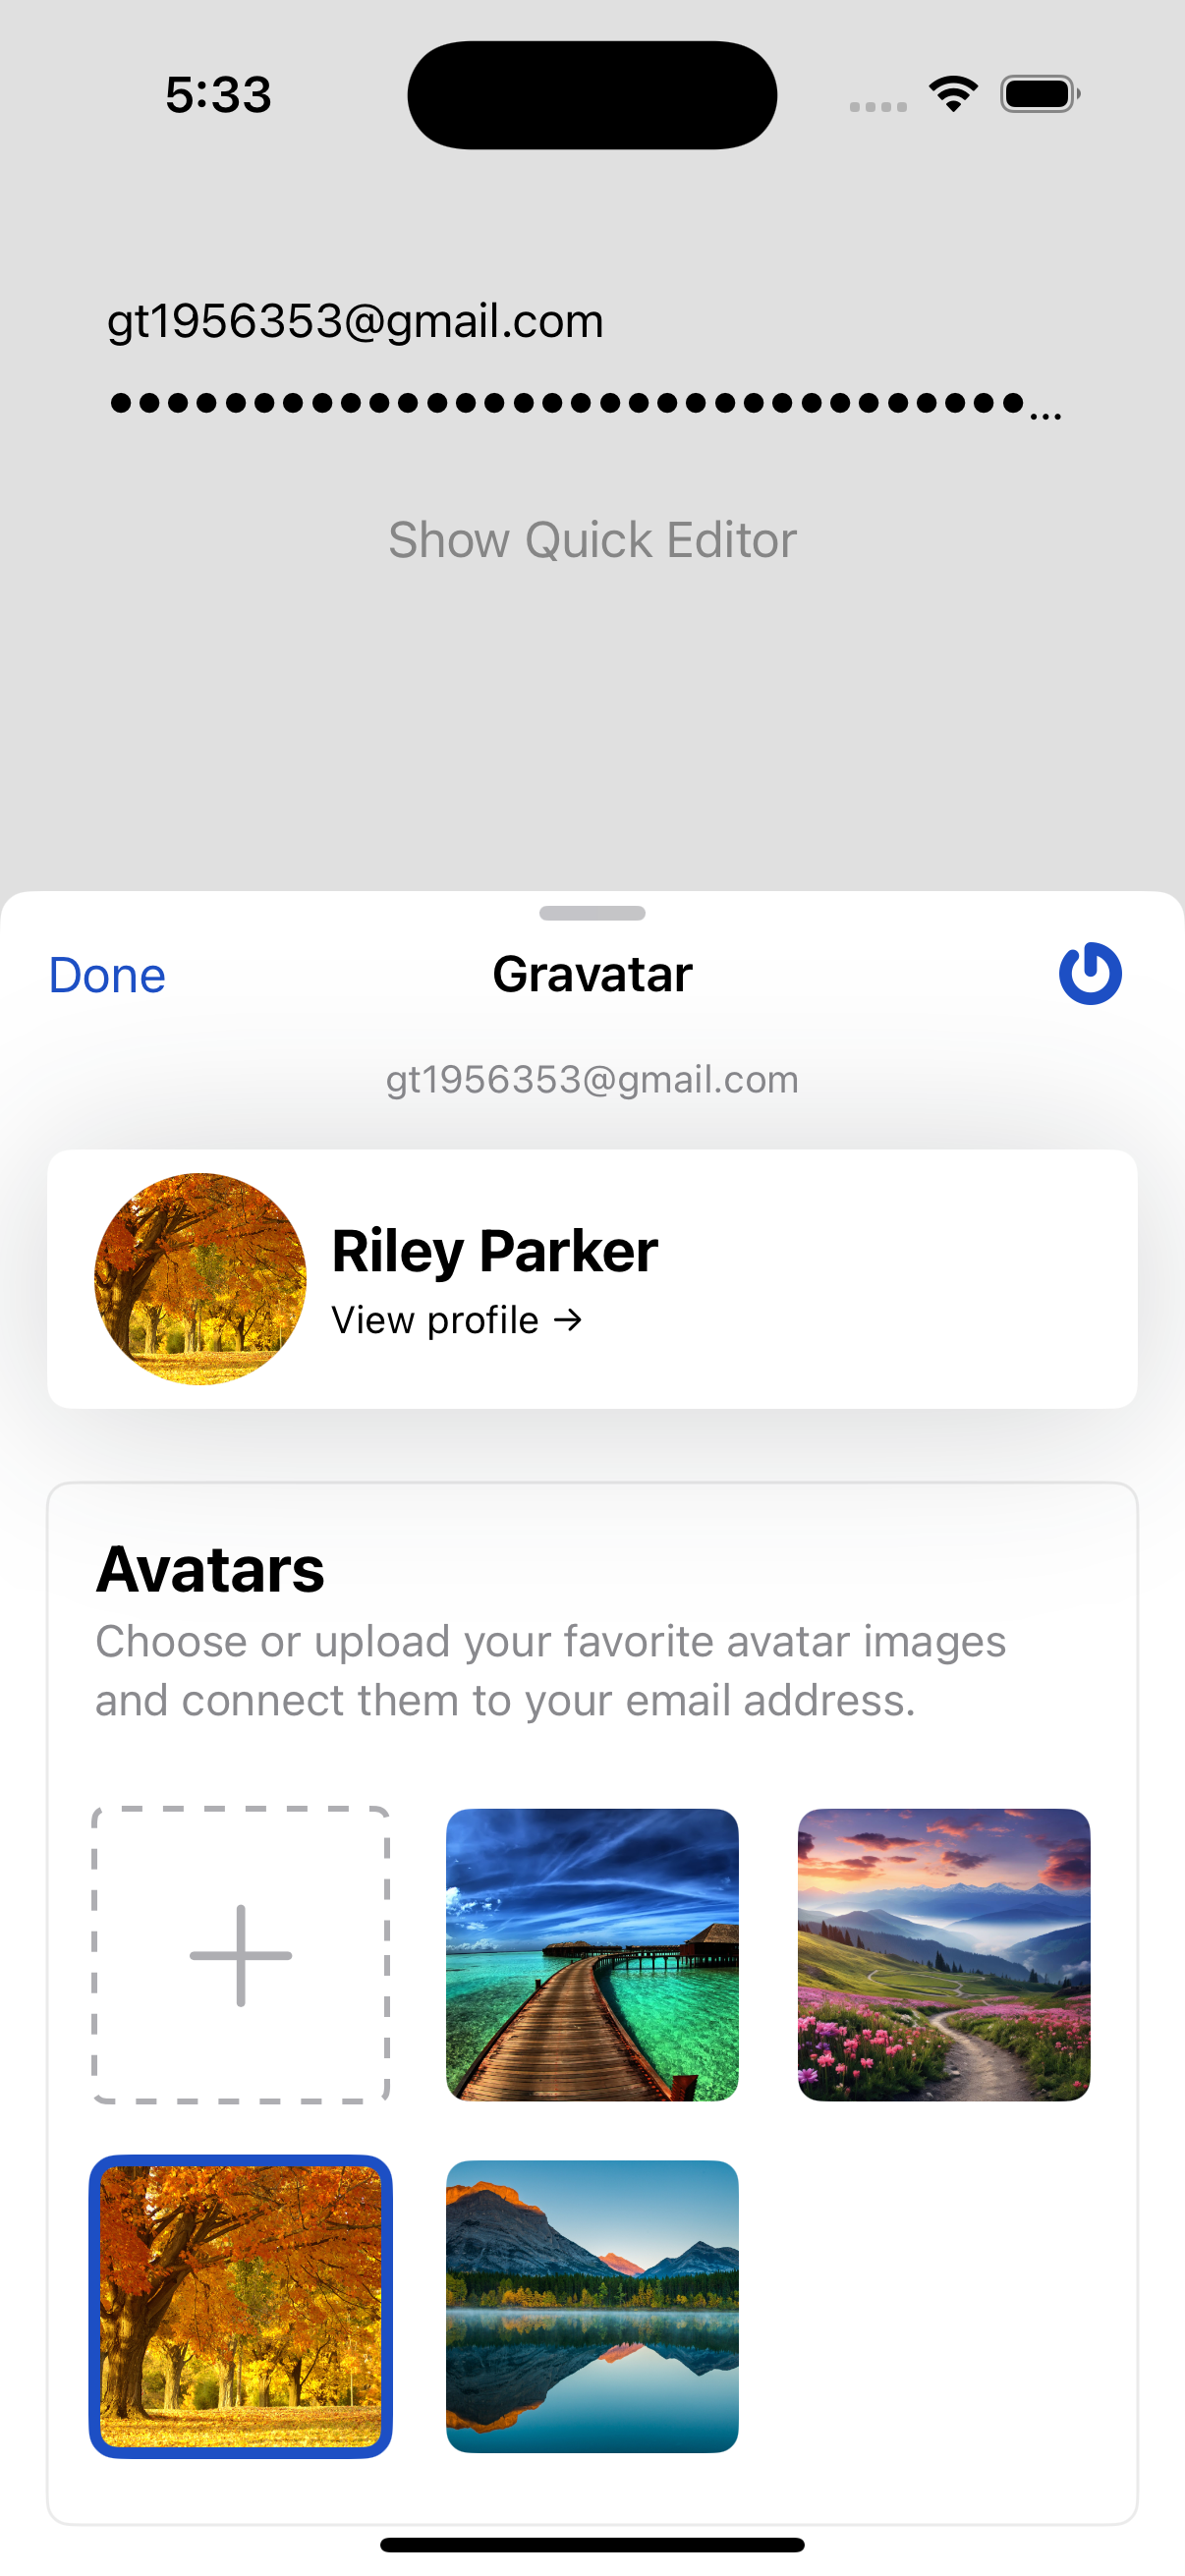 5:33
gt1956353@gmail.com
••••••••••••••••••••••••••••••••...
Show Quick Editor
Done
Gravatar
gt1956353@gmail.com
Riley Parker
View profile →
Avatars
Choose or upload your favorite avatar images
and connect them to your email address.